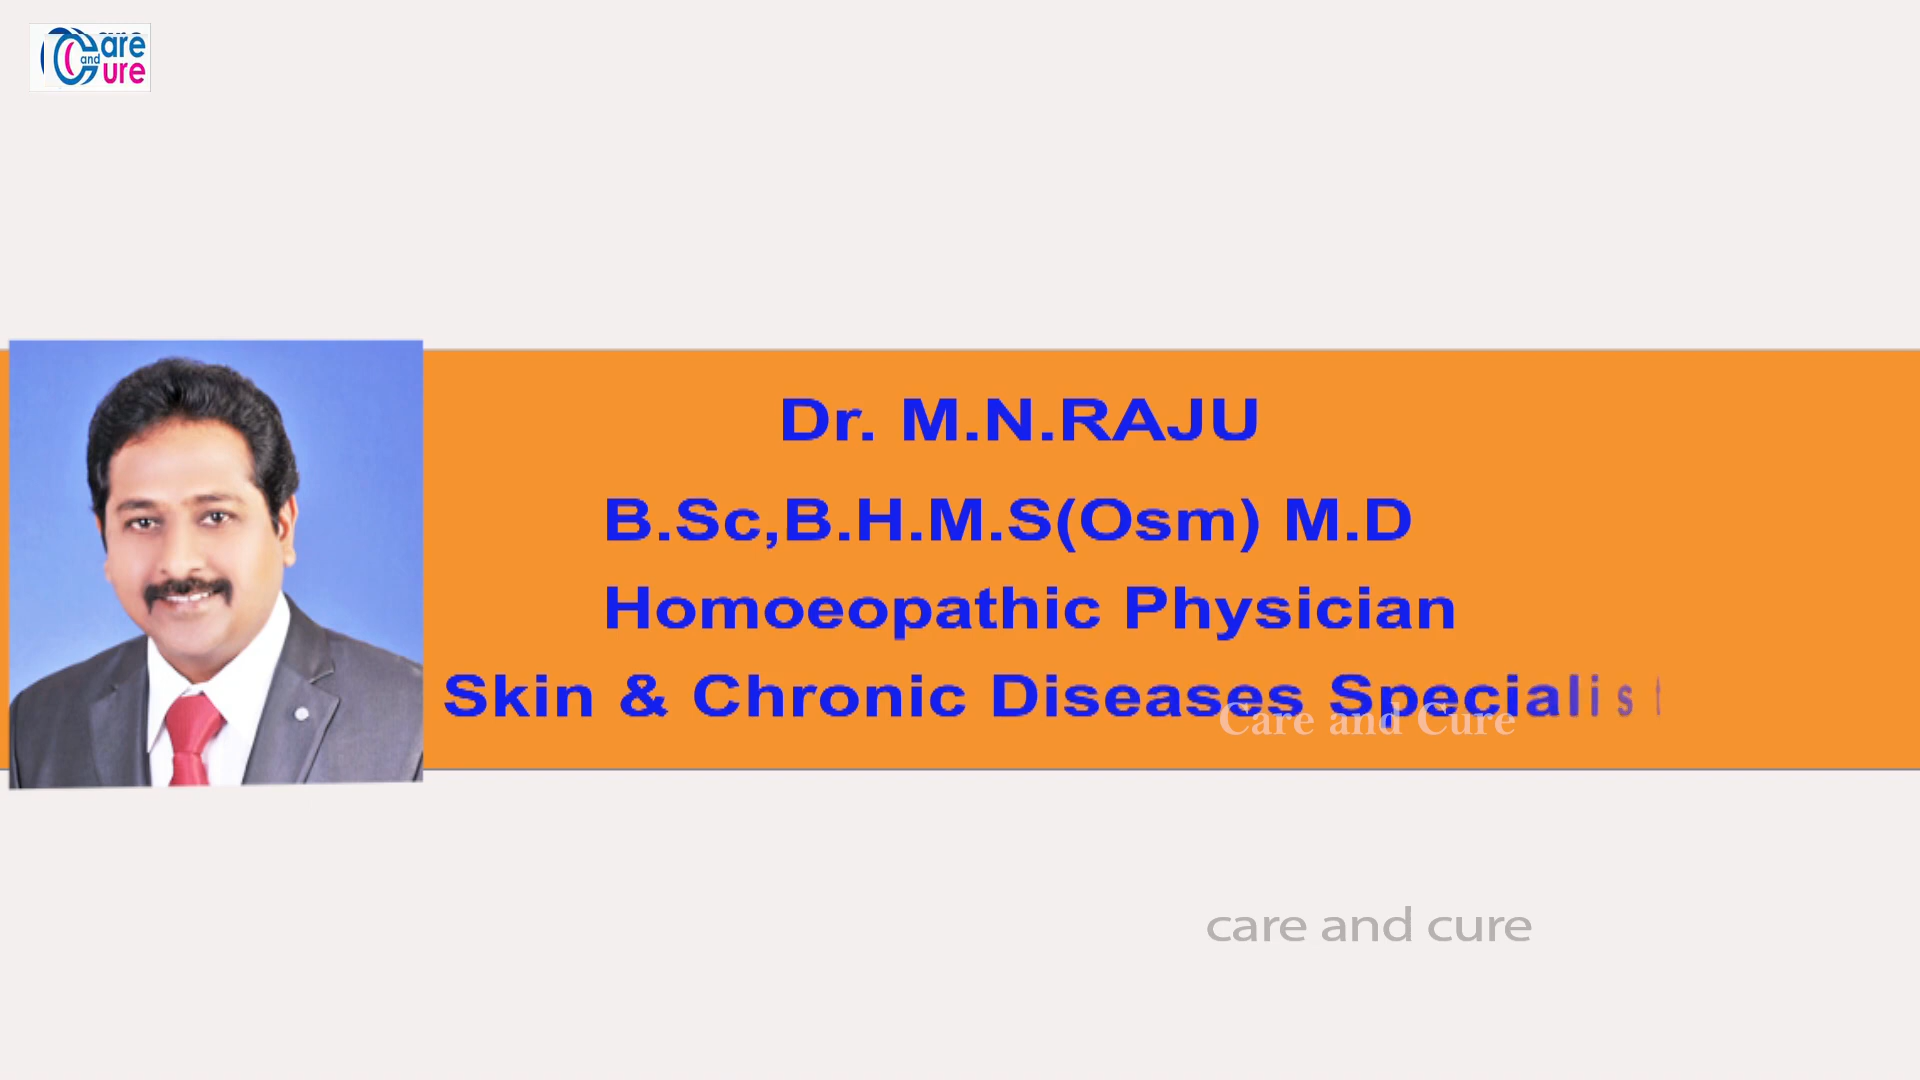 Care
and
Cure
Dr. M.N.RAJU
B.Sc,B.H.M.S(Osm) M.D
Homoeopathic Physician
Skin & Chronic Diseases Specialist
Care and Cure
care and cure